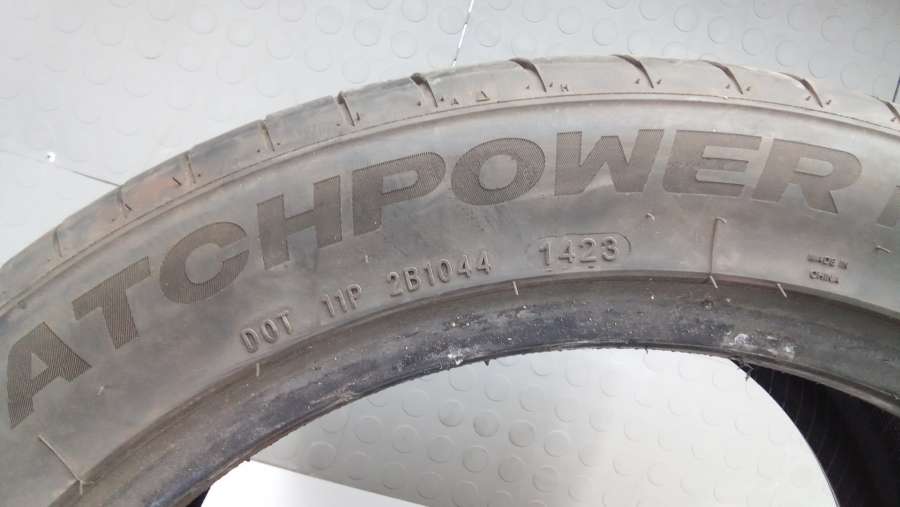 ATCHPOWER
DOT 11P 2B1044 1423
MADE IN
CHINA